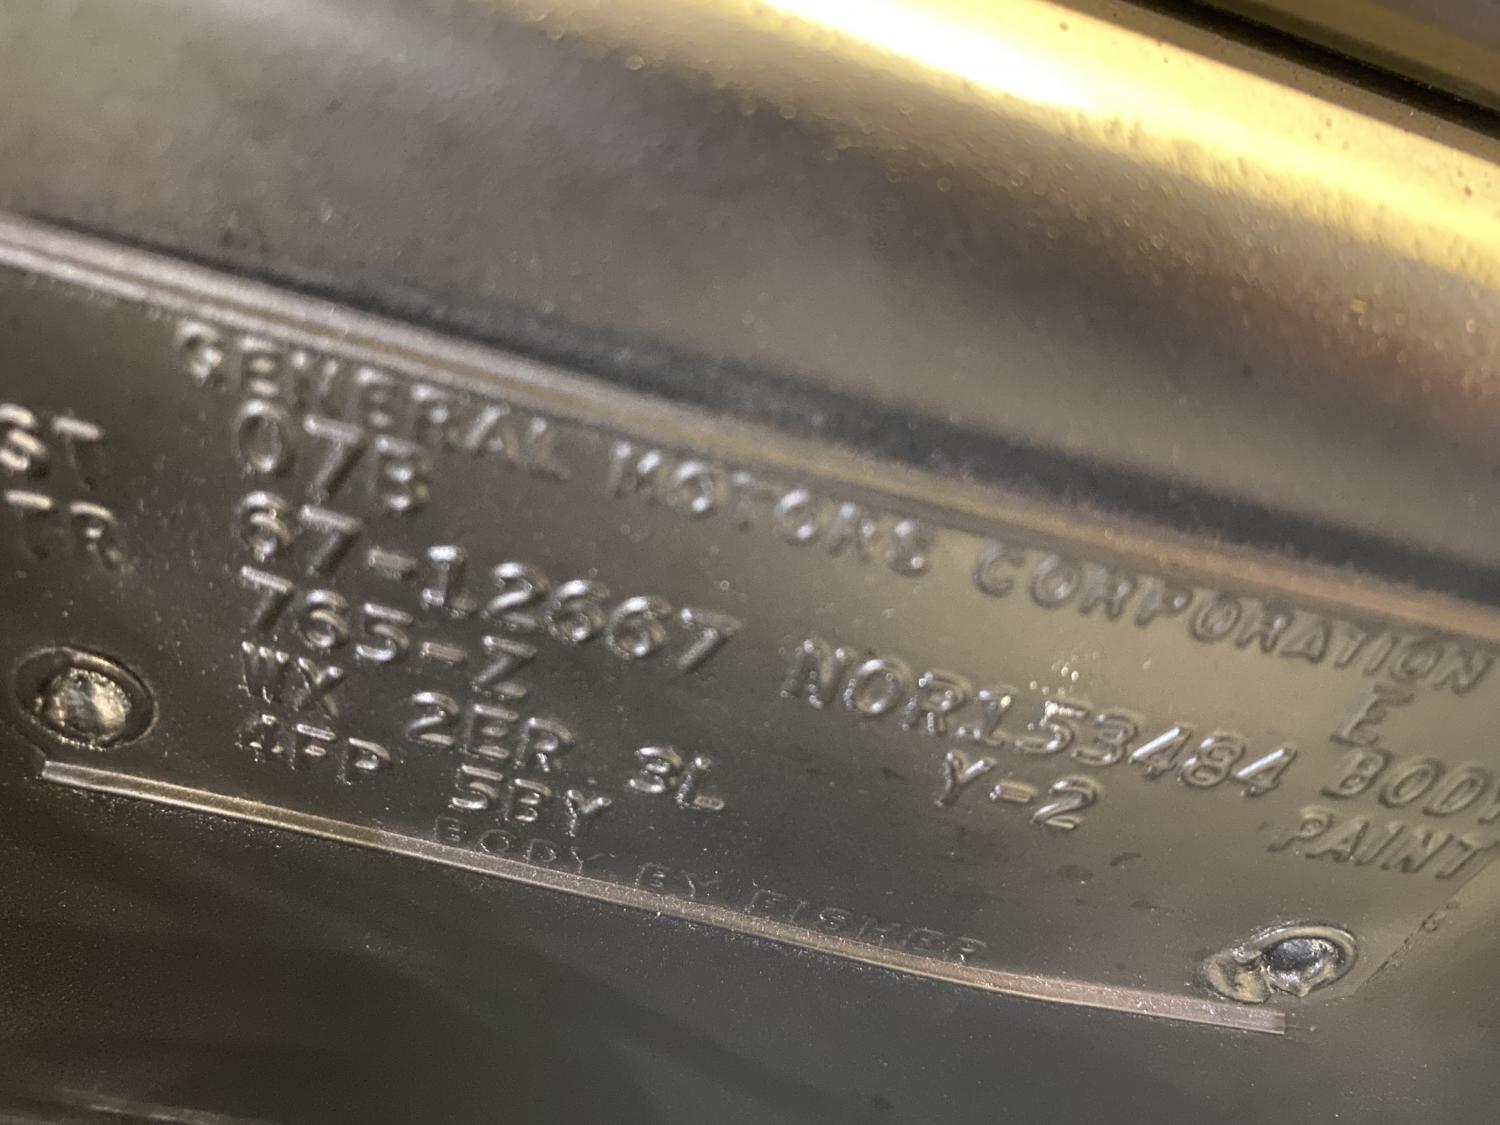 GENERAL MOTORS CORPORATION
ST 07B E
TR 67-12667 NOR153484 BODY
765-Z Y-2 PAINT
WX 2ER 3L
AFP 5BY
BODY BY FISHER